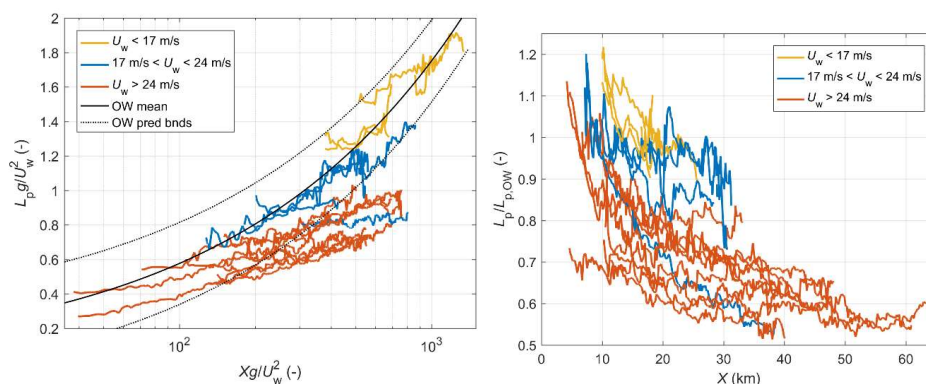 2
1.8
1.6
1.4
1.2
1
0.8
0.6
0.4
0.2
L_p g/U_w^2 (-)
U_w < 17 m/s
17 m/s < U_w < 24 m/s
U_w > 24 m/s
OW mean
OW pred bnds
10^2
10^3
Xg/U_w^2 (-)
1.2
1.1
1
0.9
0.8
0.7
0.6
0.5
L_p/L_p,OW (-)
U_w < 17 m/s
17 m/s < U_w < 24 m/s
U_w > 24 m/s
0 10 20 30 40 50 60
X (km)